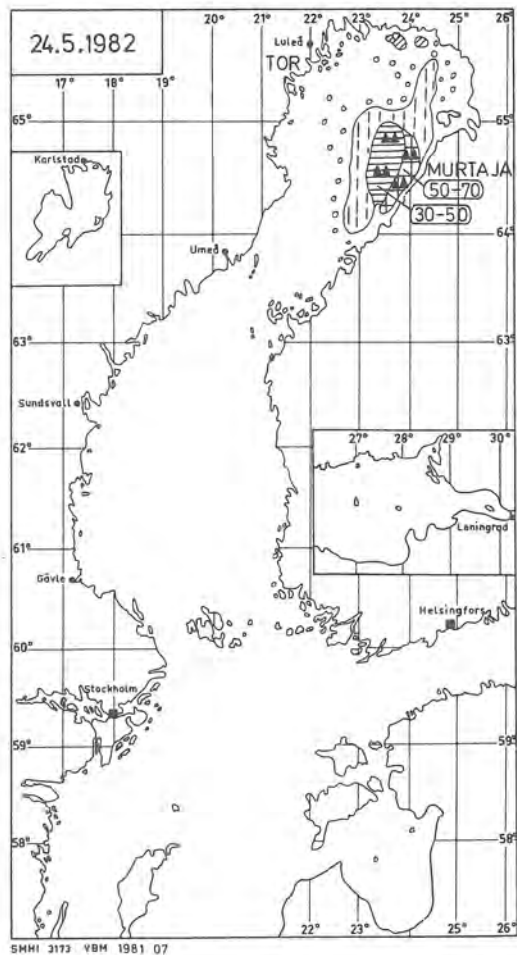 24.5.1982
20° 21° 22° 23° 24° 25° 26°
17° 18° 19°
Luleå
TOR
65° 65°
Karlstad
MURTAJA
50-70
30-50
64°
Umeå
63° 63°
Sundsvall
62°
27° 28° 29° 30°
Leningrad
61°
Gävle
Helsingfors
60°
Stockholm
59° 59°
58° 58°
22° 23° 24° 25° 26°
SMHI 3173 YBM 1981 07